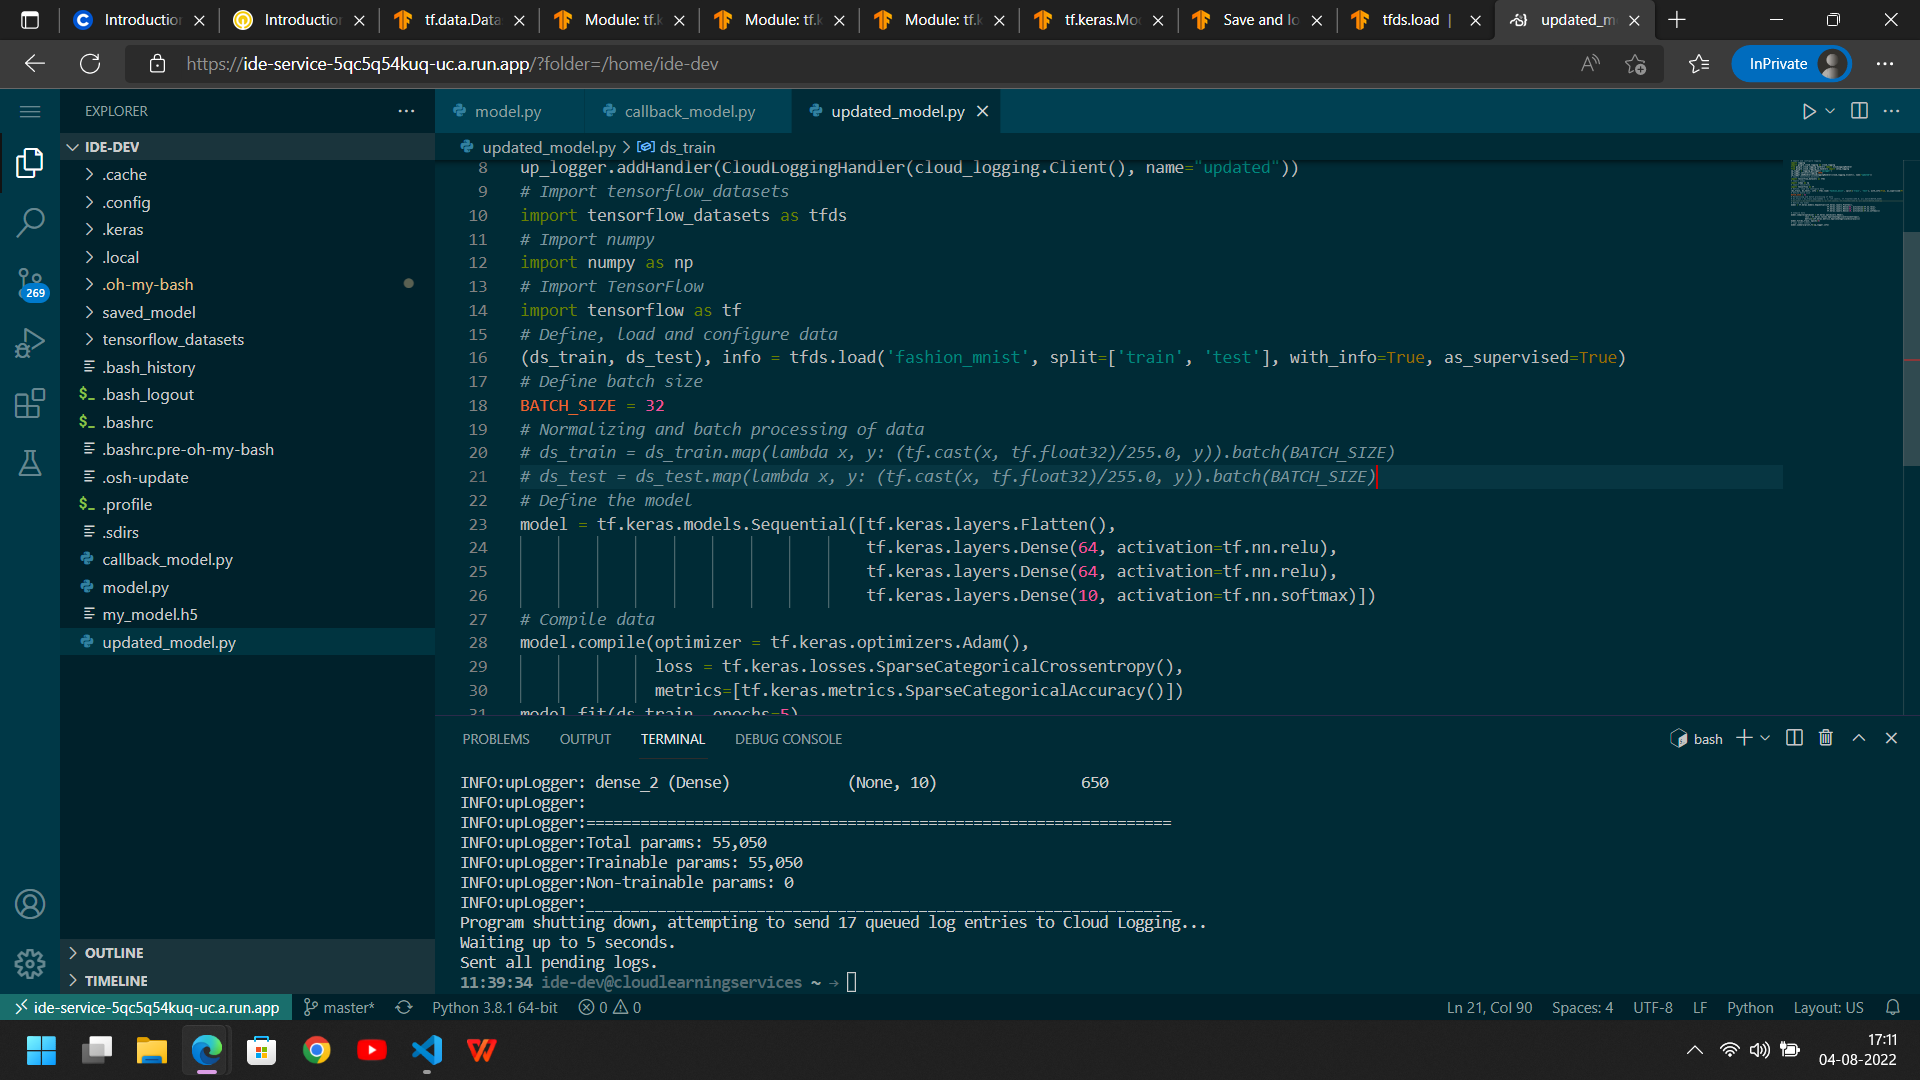 Introduction
Introduction
tf.data.Data
Module: tf.k
Module: tf.k
Module: tf.k
tf.keras.Mo
Save and lo
tfds.load |
updated_m
https://ide-service-5qc5q54kuq-uc.a.run.app/?folder=/home/ide-dev
InPrivate
EXPLORER
model.py
callback_model.py
updated_model.py
IDE-DEV
updated_model.py > ds_train
.cache
.config
.keras
.local
.oh-my-bash
saved_model
tensorflow_datasets
.bash_history
.bash_logout
.bashrc
.bashrc.pre-oh-my-bash
.osh-update
.profile
.sdirs
callback_model.py
model.py
my_model.h5
updated_model.py
269
OUTLINE
TIMELINE
8 up_logger.addHandler(CloudLoggingHandler(cloud_logging.Client(), name="updated"))
9 # Import tensorflow_datasets
10 import tensorflow_datasets as tfds
11 # Import numpy
12 import numpy as np
13 # Import TensorFlow
14 import tensorflow as tf
15 # Define, load and configure data
16 (ds_train, ds_test), info = tfds.load('fashion_mnist', split=['train', 'test'], with_info=True, as_supervised=True)
17 # Define batch size
18 BATCH_SIZE = 32
19 # Normalizing and batch processing of data
20 # ds_train = ds_train.map(lambda x, y: (tf.cast(x, tf.float32)/255.0, y)).batch(BATCH_SIZE)
21 # ds_test = ds_test.map(lambda x, y: (tf.cast(x, tf.float32)/255.0, y)).batch(BATCH_SIZE)
22 # Define the model
23 model = tf.keras.models.Sequential([tf.keras.layers.Flatten(),
24 tf.keras.layers.Dense(64, activation=tf.nn.relu),
25 tf.keras.layers.Dense(64, activation=tf.nn.relu),
26 tf.keras.layers.Dense(10, activation=tf.nn.softmax)])
27 # Compile data
28 model.compile(optimizer = tf.keras.optimizers.Adam(),
29 loss = tf.keras.losses.SparseCategoricalCrossentropy(),
30 metrics=[tf.keras.metrics.SparseCategoricalAccuracy()])
31 model.fit(ds_train, epochs=5)
PROBLEMS OUTPUT TERMINAL DEBUG CONSOLE
bash
INFO:upLogger: dense_2 (Dense) (None, 10) 650
INFO:upLogger:
INFO:upLogger:=================================================================
INFO:upLogger:Total params: 55,050
INFO:upLogger:Trainable params: 55,050
INFO:upLogger:Non-trainable params: 0
INFO:upLogger:_________________________________________________________________
Program shutting down, attempting to send 17 queued log entries to Cloud Logging...
Waiting up to 5 seconds.
Sent all pending logs.
11:39:34 ide-dev@cloudlearningservices ~ →
ide-service-5qc5q54kuq-uc.a.run.app
master*
Python 3.8.1 64-bit
0 0
Ln 21, Col 90
Spaces: 4
UTF-8
LF
Python
Layout: US
17:11
04-08-2022